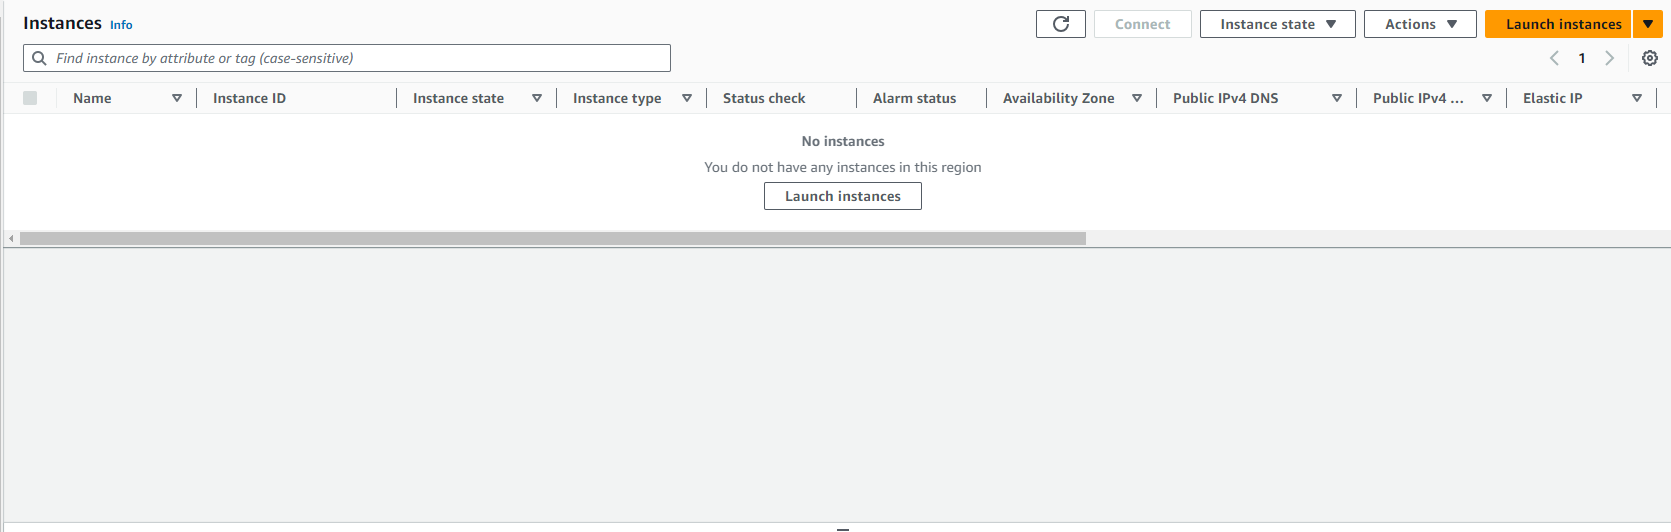 Instances Info
Connect
Instance state
Actions
Launch instances
Find instance by attribute or tag (case-sensitive)
1
Name
Instance ID
Instance state
Instance type
Status check
Alarm status
Availability Zone
Public IPv4 DNS
Public IPv4 ...
Elastic IP
No instances
You do not have any instances in this region
Launch instances